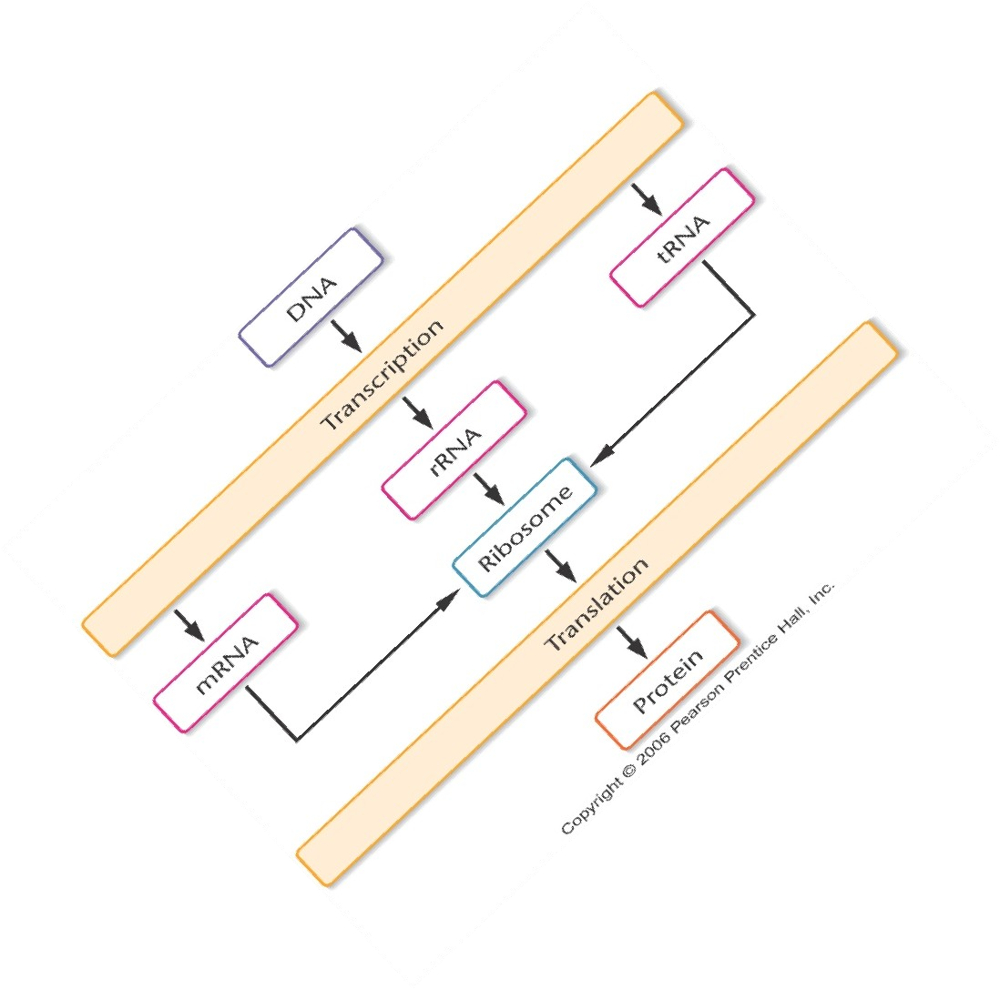 DNA
Transcription
mRNA
rRNA
tRNA
Ribosome
Translation
Protein
Copyright © 2006 Pearson Prentice Hall, Inc.